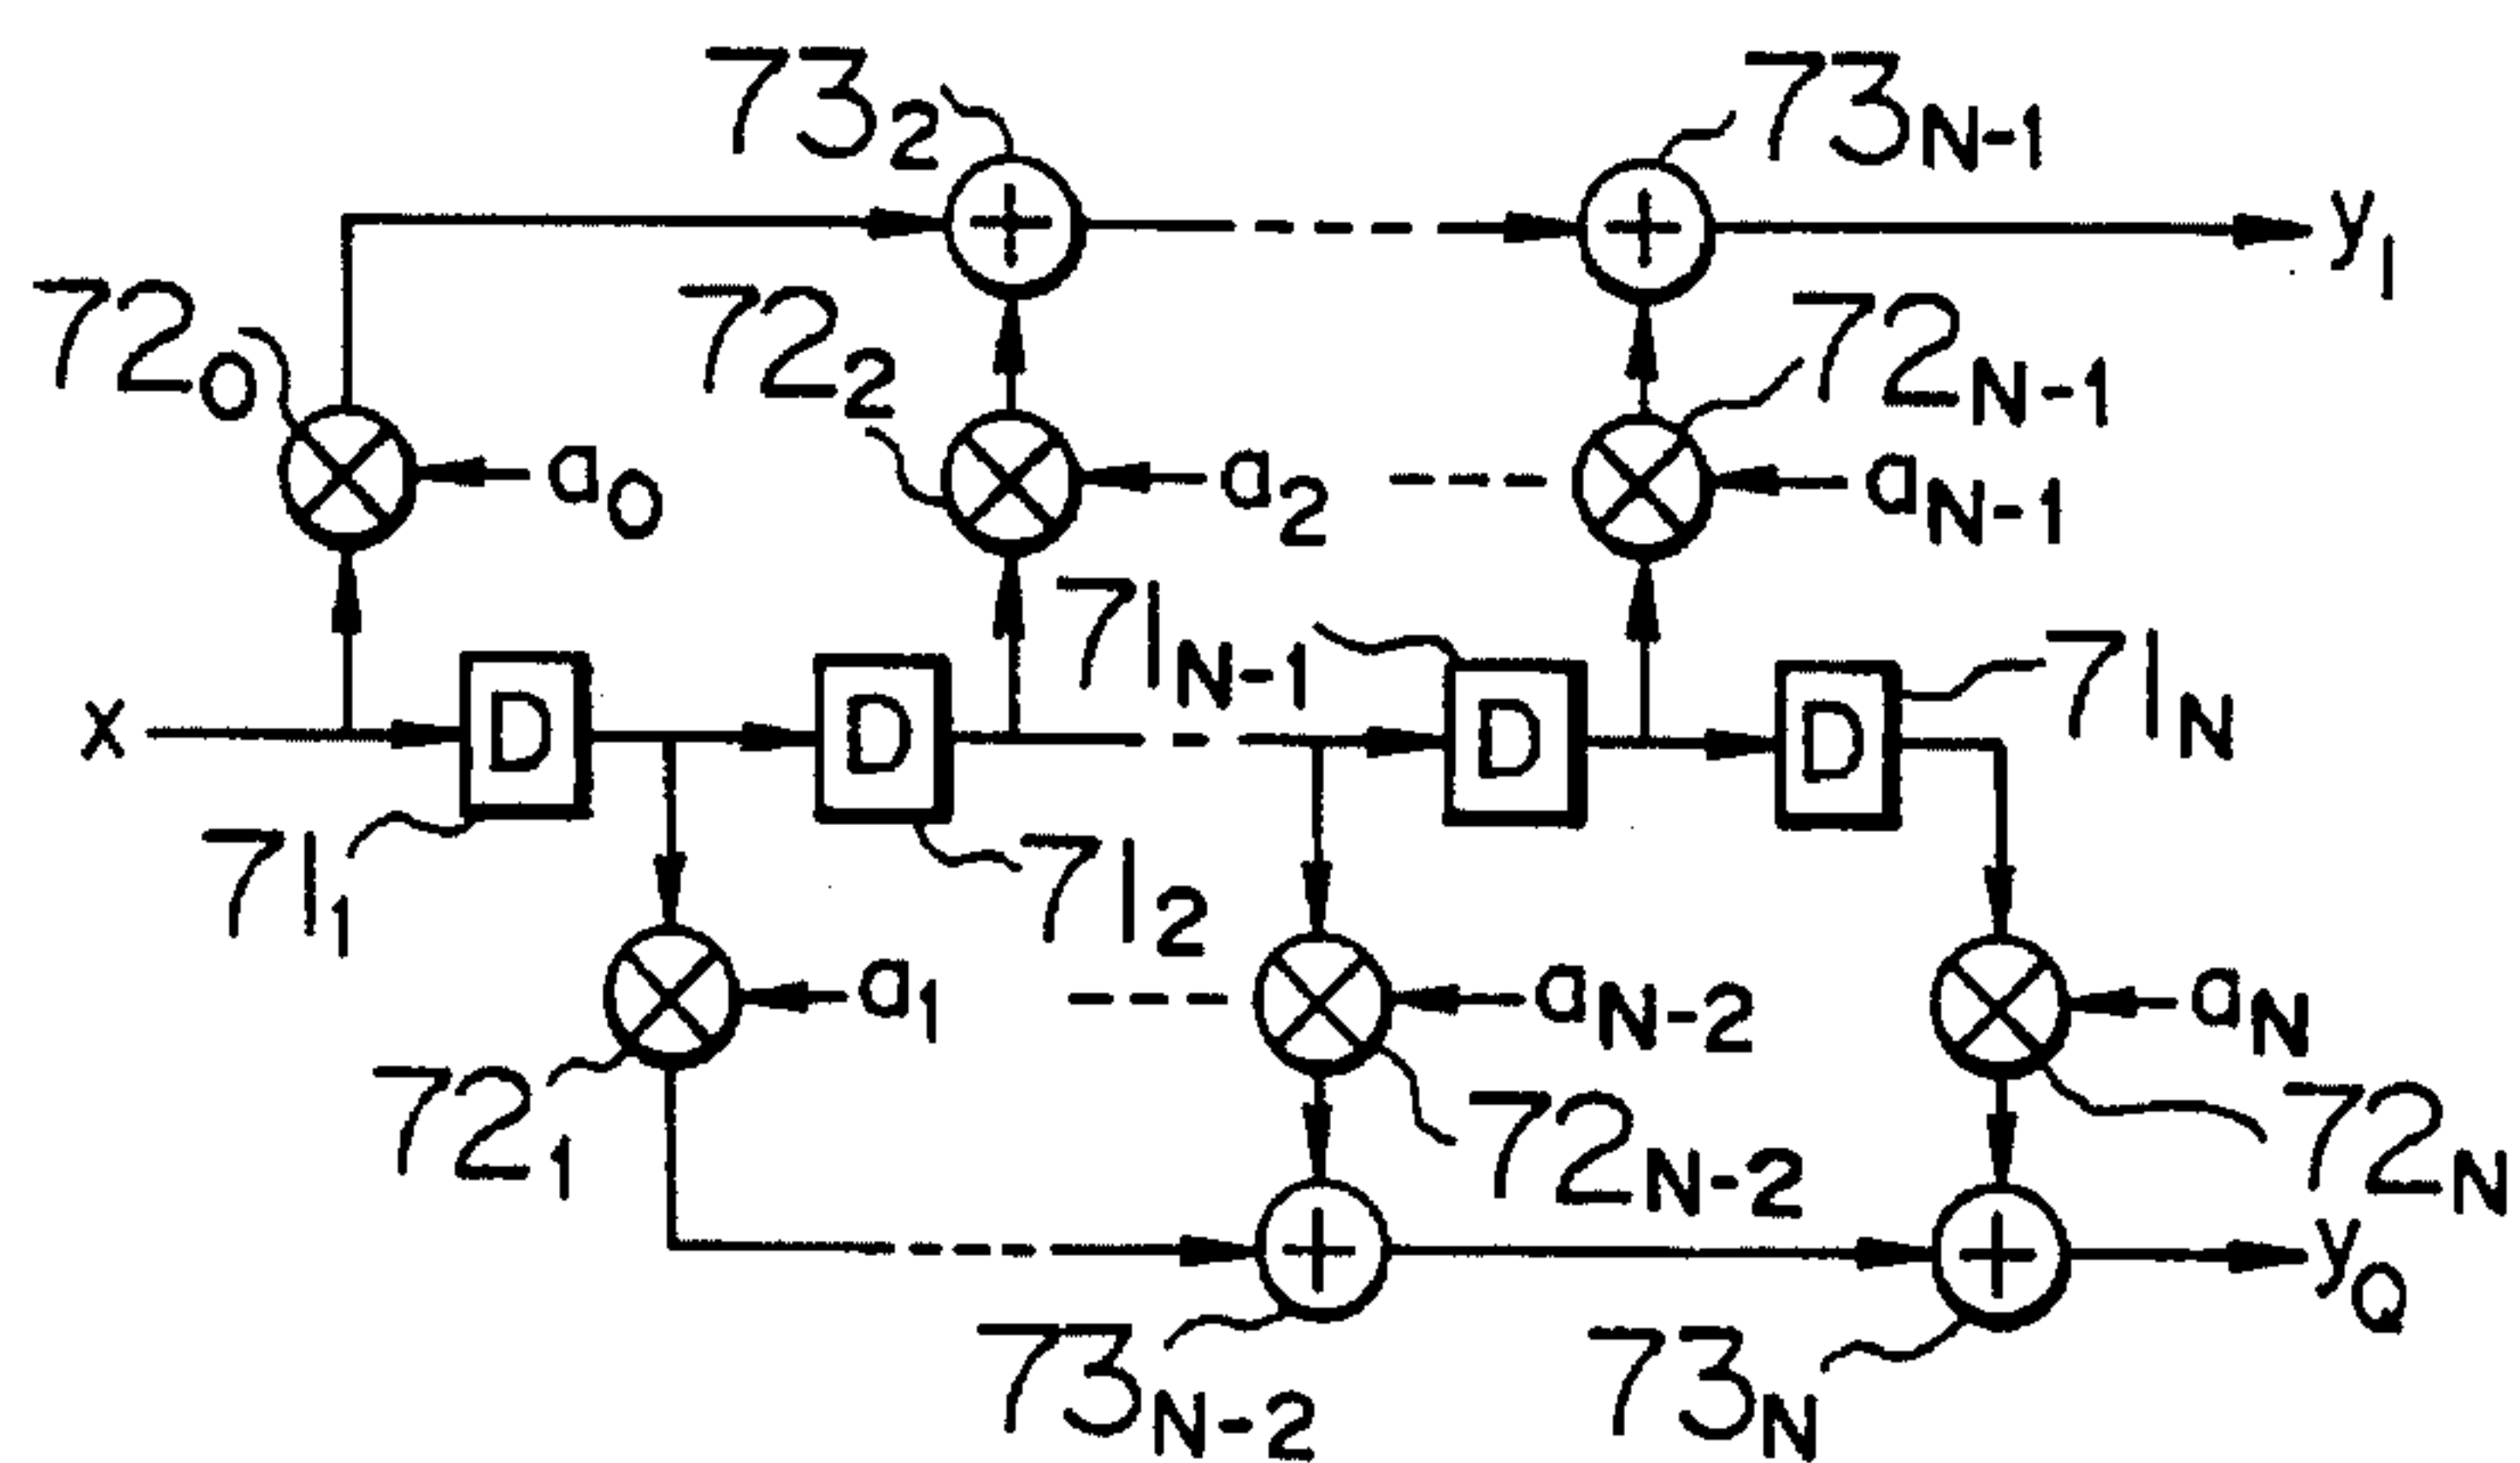 73₂
73N-1
y₁
72₀
72₂
72N-1
a₀
a₂
aN-1
71N-1
71N
x
D
D
D
D
71₁
71₂
a₁
aN-2
aN
72₁
72N-2
72N
yQ
73N-2
73N